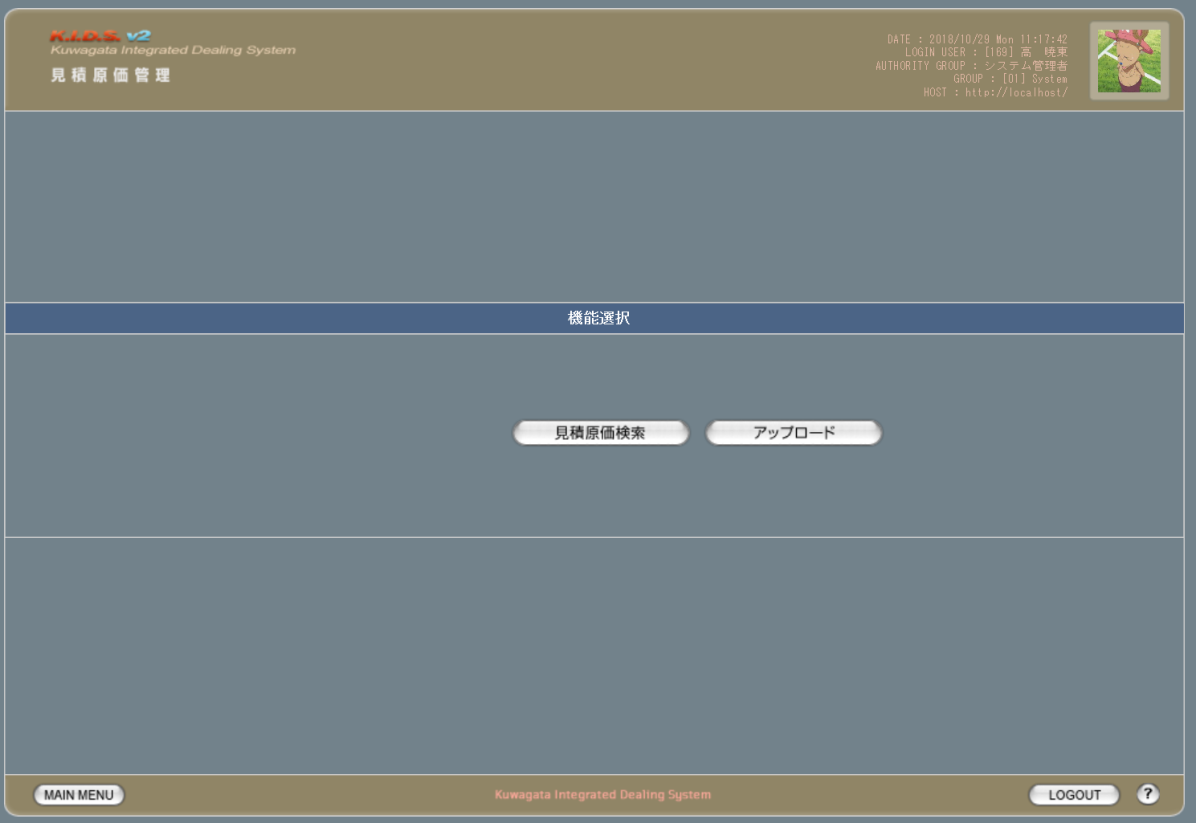 K.I.D.S. v2
Kuwagata Integrated Dealing System
見積原価管理
DATE : 2018/10/29 Mon 11:17:42
LOGIN USER : [169] 高 暁東
AUTHORITY GROUP : システム管理者
GROUP : [01] System
HOST : http://localhost/
機能選択
見積原価検索 アップロード
MAIN MENU Kuwagata Integrated Dealing System LOGOUT ?